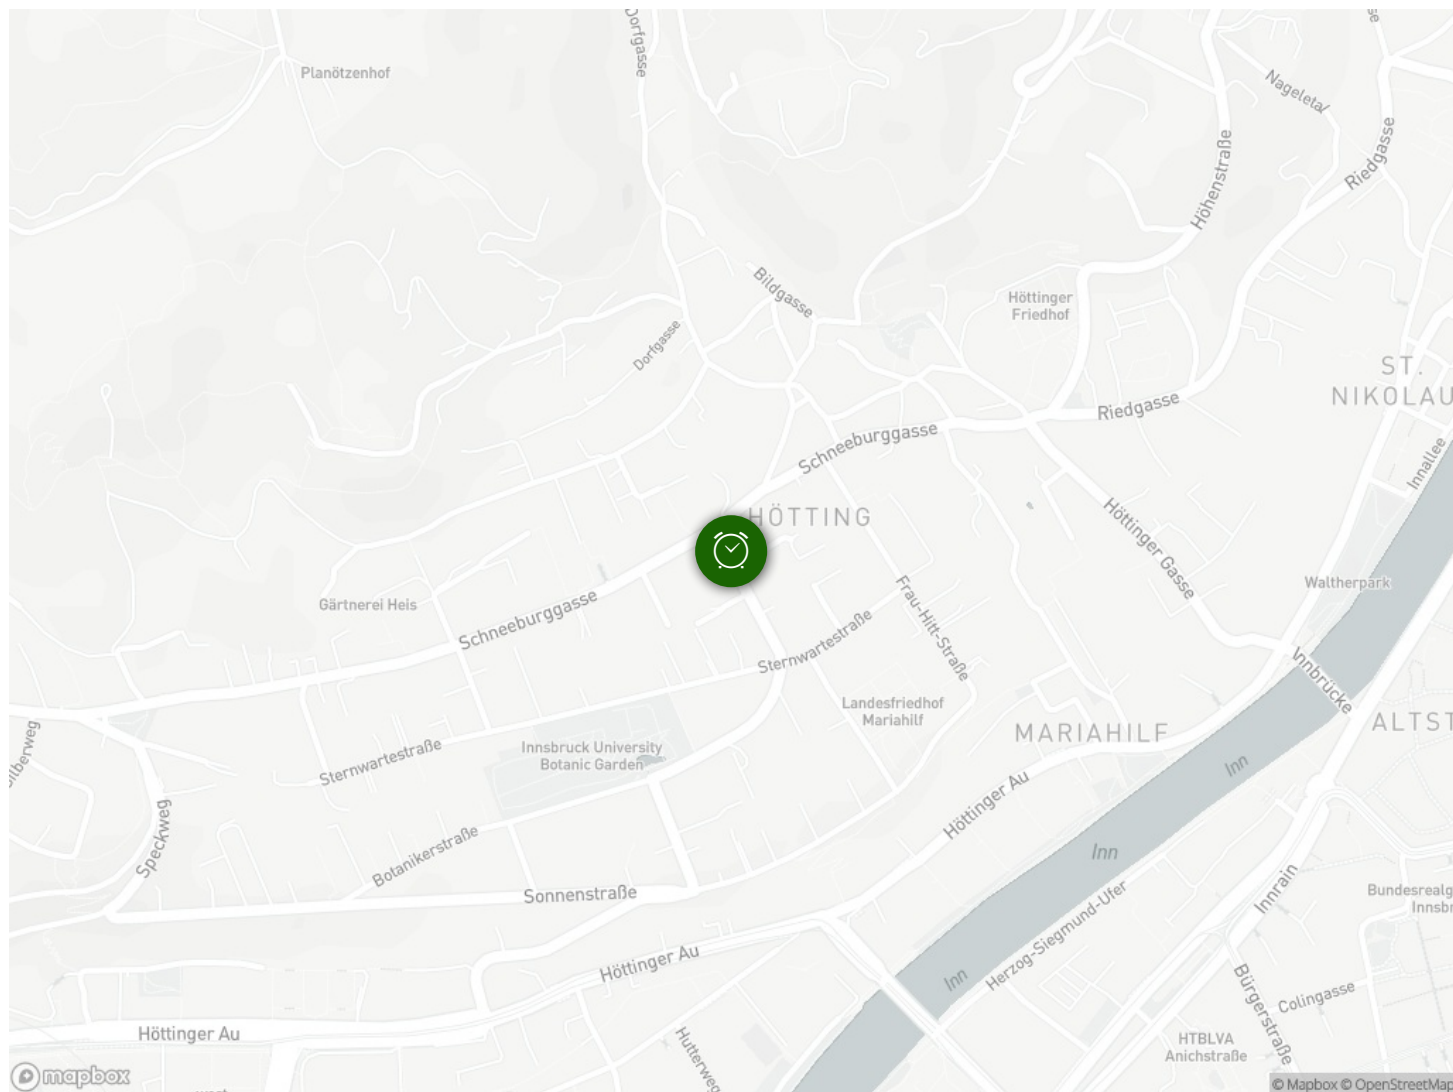 Dorfgasse
Planötzenhof
Nageletal
Riedgasse
Höhenstraße
Bildgasse
Höttinger
Friedhof
Dorfgasse
ST.
NIKOLAU
Riedgasse
Schneeburggasse
Innallee
HÖTTING
Höttinger Gasse
Waltherpark
Gärtnerei Heis
Schneeburggasse
Frau-Hitt-Straße
Sternwartestraße
Innbrücke
Landesfriedhof
Mariahilf
MARIAHILF
ALTST
Innsbruck University
Botanic Garden
Sternwartestraße
Inn
Höttinger Au
Speckweg
Botanikerstraße
Inn
Sonnenstraße
Innrain
Bundesrealg
Innsbr
Herzog-Siegmund-Ufer
Höttinger Au
Inn
Bürgerstraße
Colingasse
Höttinger Au
Hutterweg
HTBLVA
Anichstraße
mapbox
© Mapbox © OpenStreetMap